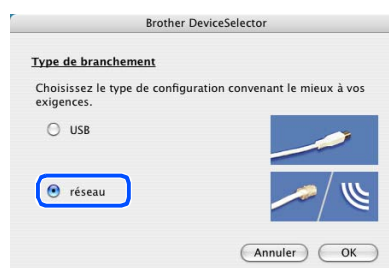 Brother DeviceSelector
Type de branchement
Choisissez le type de configuration convenant le mieux à vos
exigences.
USB
réseau
Annuler OK